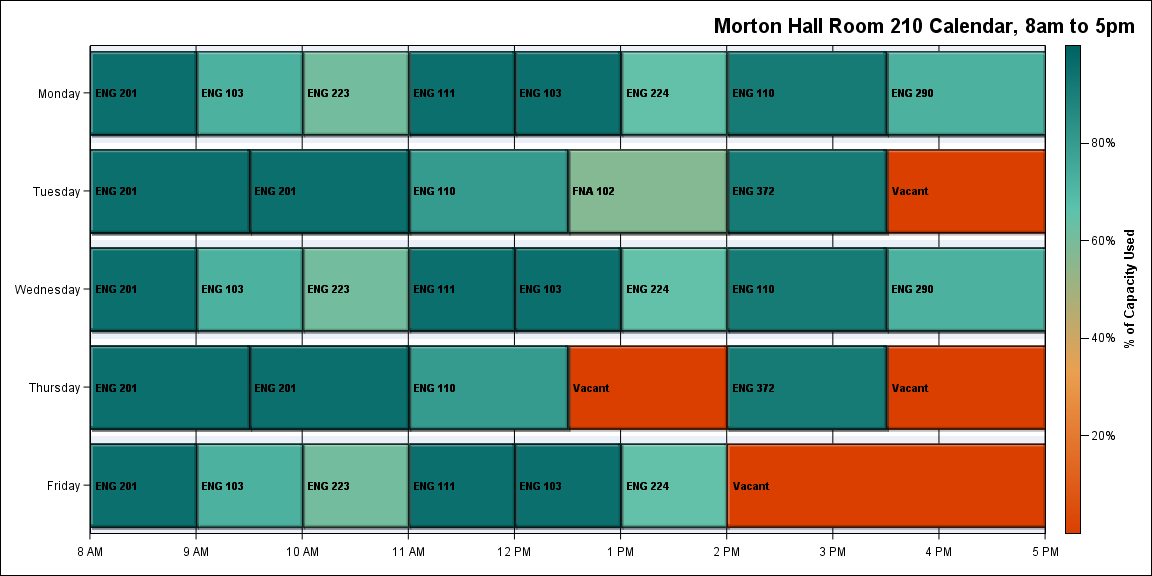 Morton Hall Room 210 Calendar, 8am to 5pm
Monday
ENG 201
ENG 103
ENG 223
ENG 111
ENG 103
ENG 224
ENG 110
ENG 290
Tuesday
ENG 201
ENG 201
ENG 110
FNA 102
ENG 372
Vacant
Wednesday
ENG 201
ENG 103
ENG 223
ENG 111
ENG 103
ENG 224
ENG 110
ENG 290
Thursday
ENG 201
ENG 201
ENG 110
Vacant
ENG 372
Vacant
Friday
ENG 201
ENG 103
ENG 223
ENG 111
ENG 103
ENG 224
Vacant
8 AM
9 AM
10 AM
11 AM
12 PM
1 PM
2 PM
3 PM
4 PM
5 PM
80%
60%
40%
20%
% of Capacity Used